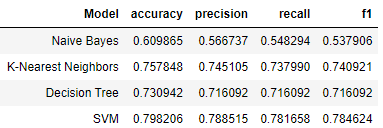 Model accuracy precision recall f1
Naive Bayes 0.609865 0.566737 0.548294 0.537906
K-Nearest Neighbors 0.757848 0.745105 0.737990 0.740921
Decision Tree 0.730942 0.716092 0.716092 0.716092
SVM 0.798206 0.788515 0.781658 0.784624